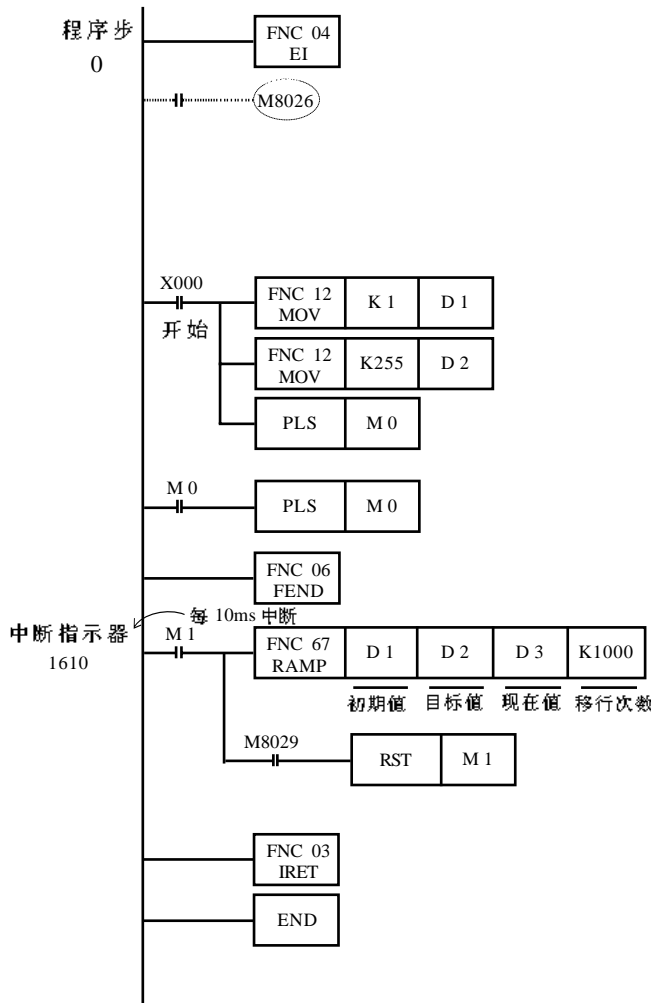 程序步
0
FNC 04
EI
M8026
X000
开始
FNC 12
MOV
K 1
D 1
FNC 12
MOV
K255
D 2
PLS
M 0
M 0
PLS
M 0
FNC 06
FEND
中断指示器
1610
每 10ms 中断
M 1
FNC 67
RAMP
D 1
D 2
D 3
K1000
初期值
目标值
现在值
移行次数
M8029
RST
M 1
FNC 03
IRET
END